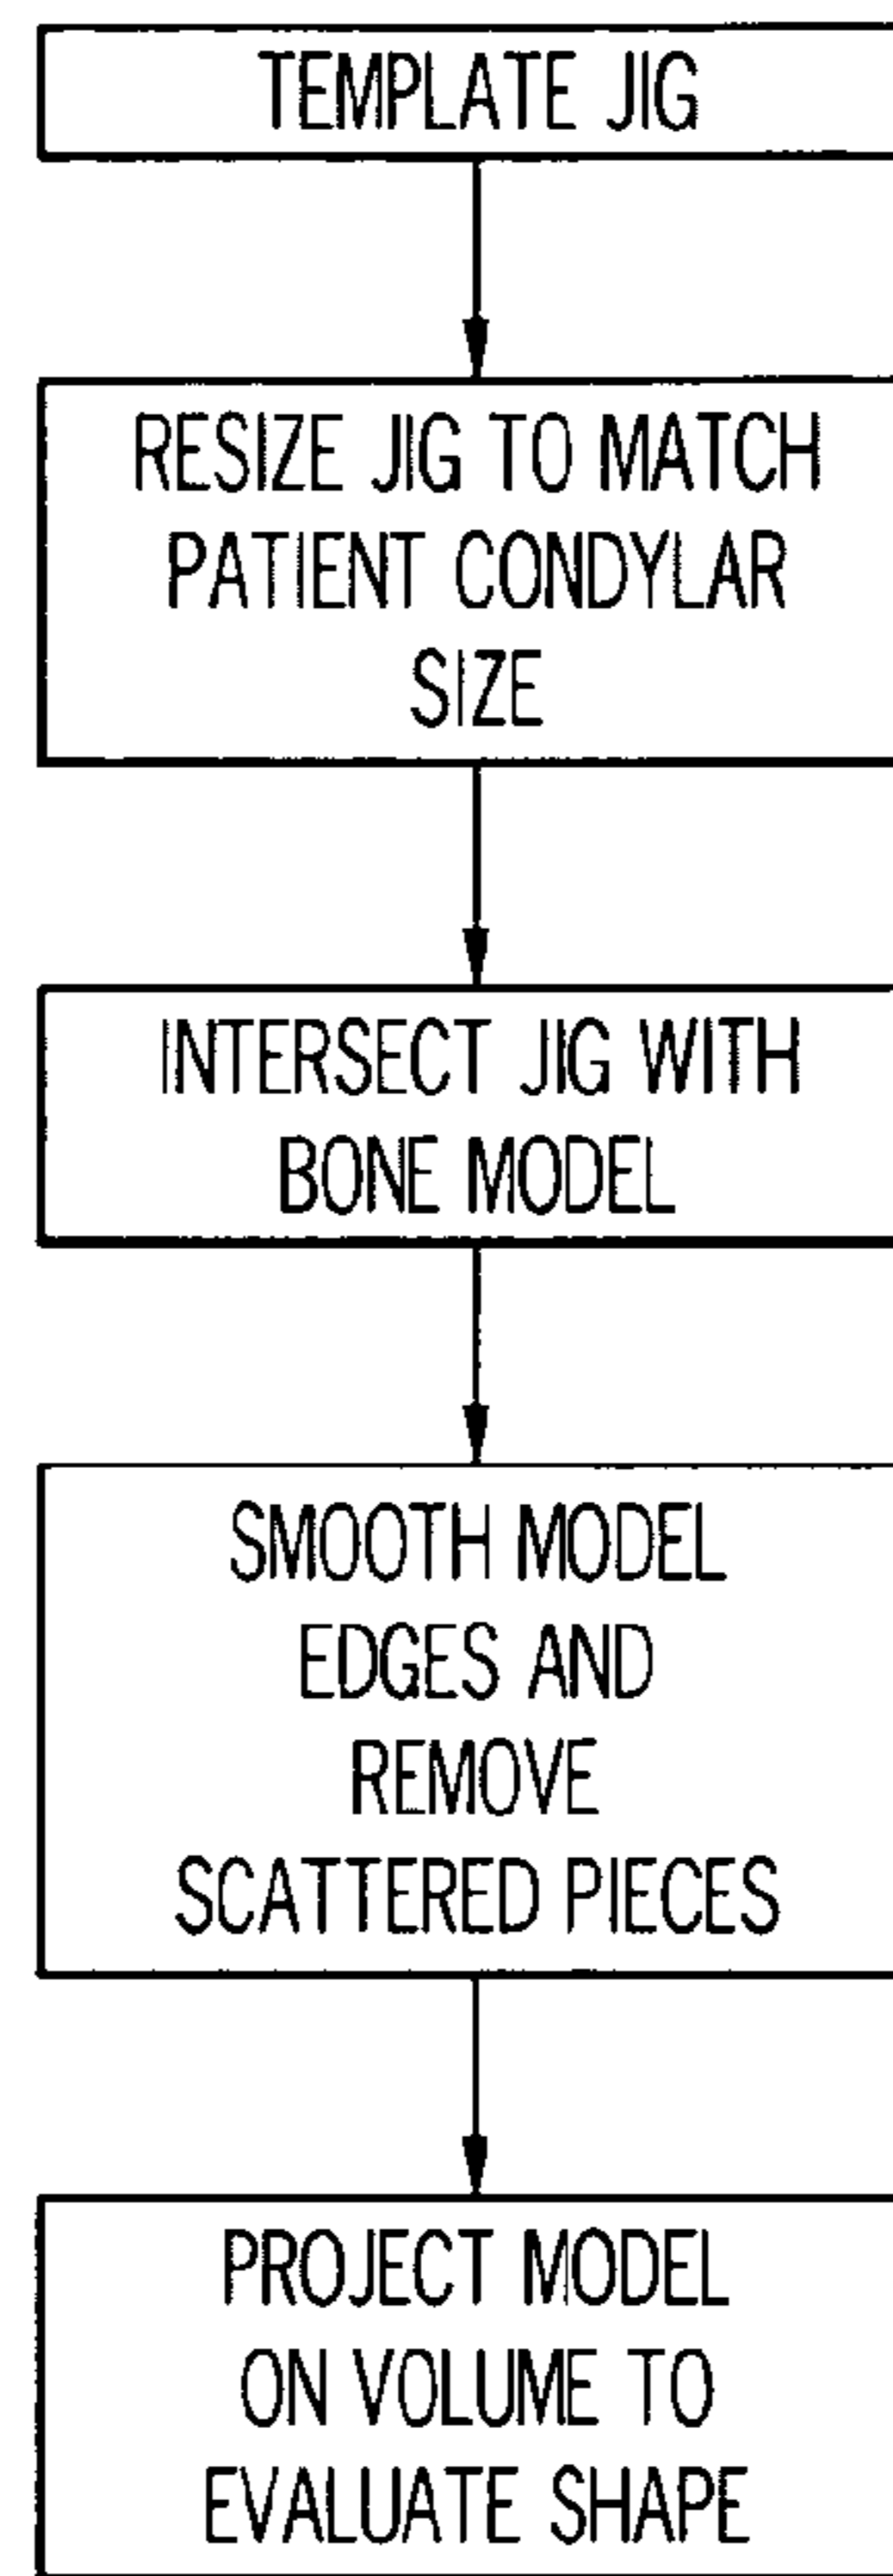 TEMPLATE JIG
RESIZE JIG TO MATCH
PATIENT CONDYLAR
SIZE
INTERSECT JIG WITH
BONE MODEL
SMOOTH MODEL
EDGES AND
REMOVE
SCATTERED PIECES
PROJECT MODEL
ON VOLUME TO
EVALUATE SHAPE